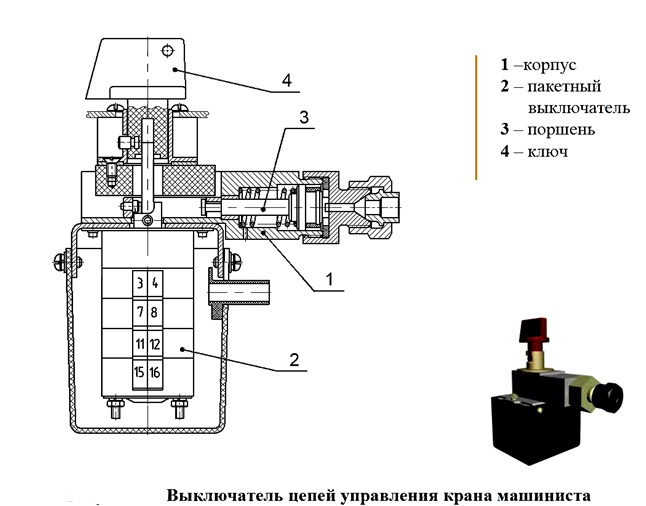 4
3
1
2
3 4
7 8
11 12
15 16
1 –корпус
2 – пакетный
выключатель
3 – поршень
4 – ключ
Выключатель цепей управления крана машиниста